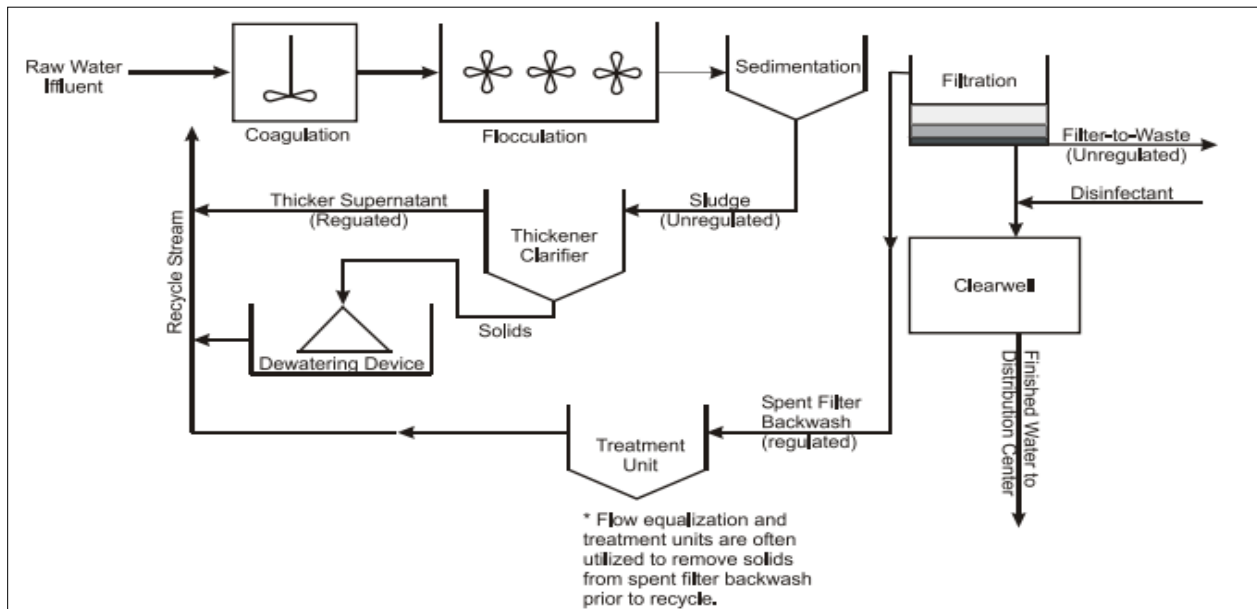 Raw Water
Iffluent
Coagulation
Flocculation
Sedimentation
Filtration
Filter-to-Waste
(Unregulated)
Disinfectant
Thicker Supernatant
(Reguated)
Sludge
(Unregulated)
Thickener
Clarifier
Clearwell
Recycle Stream
Solids
Dewatering Device
Spent Filter
Backwash
(regulated)
Treatment
Unit
Finished Water to
Distribution Center
* Flow equalization and
treatment units are often
utilized to remove solids
from spent filter backwash
prior to recycle.